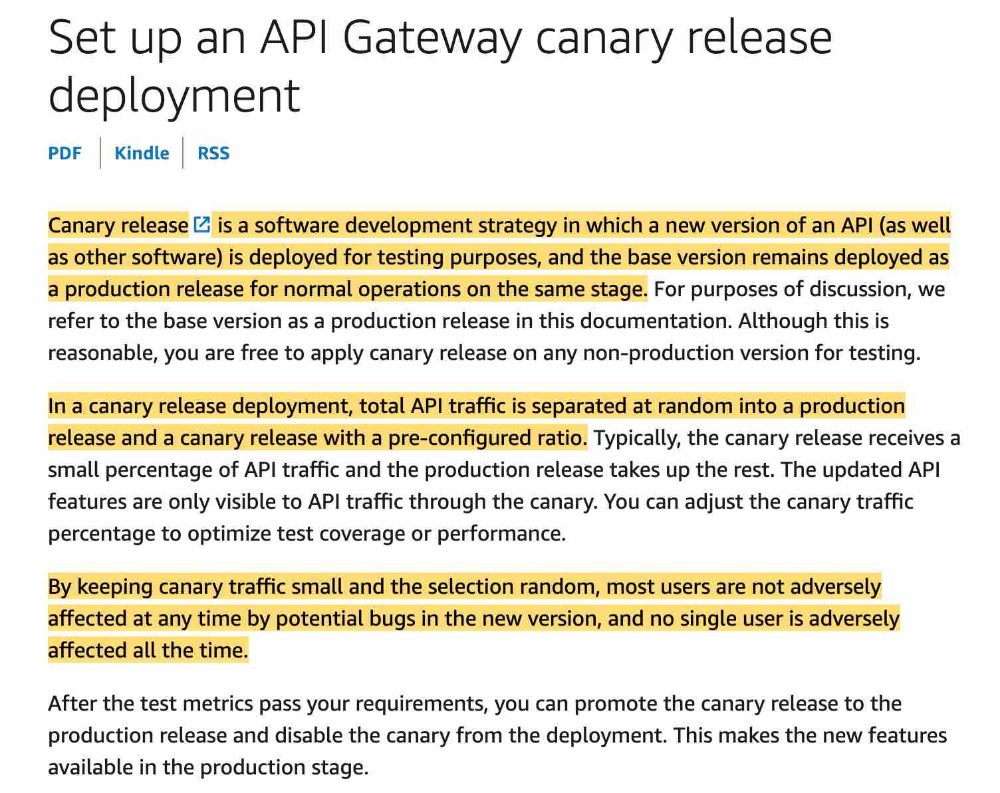 Set up an API Gateway canary release
deployment
PDF | Kindle | RSS
Canary release is a software development strategy in which a new version of an API (as well
as other software) is deployed for testing purposes, and the base version remains deployed as
a production release for normal operations on the same stage. For purposes of discussion, we
refer to the base version as a production release in this documentation. Although this is
reasonable, you are free to apply canary release on any non-production version for testing.
In a canary release deployment, total API traffic is separated at random into a production
release and a canary release with a pre-configured ratio. Typically, the canary release receives a
small percentage of API traffic and the production release takes up the rest. The updated API
features are only visible to API traffic through the canary. You can adjust the canary traffic
percentage to optimize test coverage or performance.
By keeping canary traffic small and the selection random, most users are not adversely
affected at any time by potential bugs in the new version, and no single user is adversely
affected all the time.
After the test metrics pass your requirements, you can promote the canary release to the
production release and disable the canary from the deployment. This makes the new features
available in the production stage.